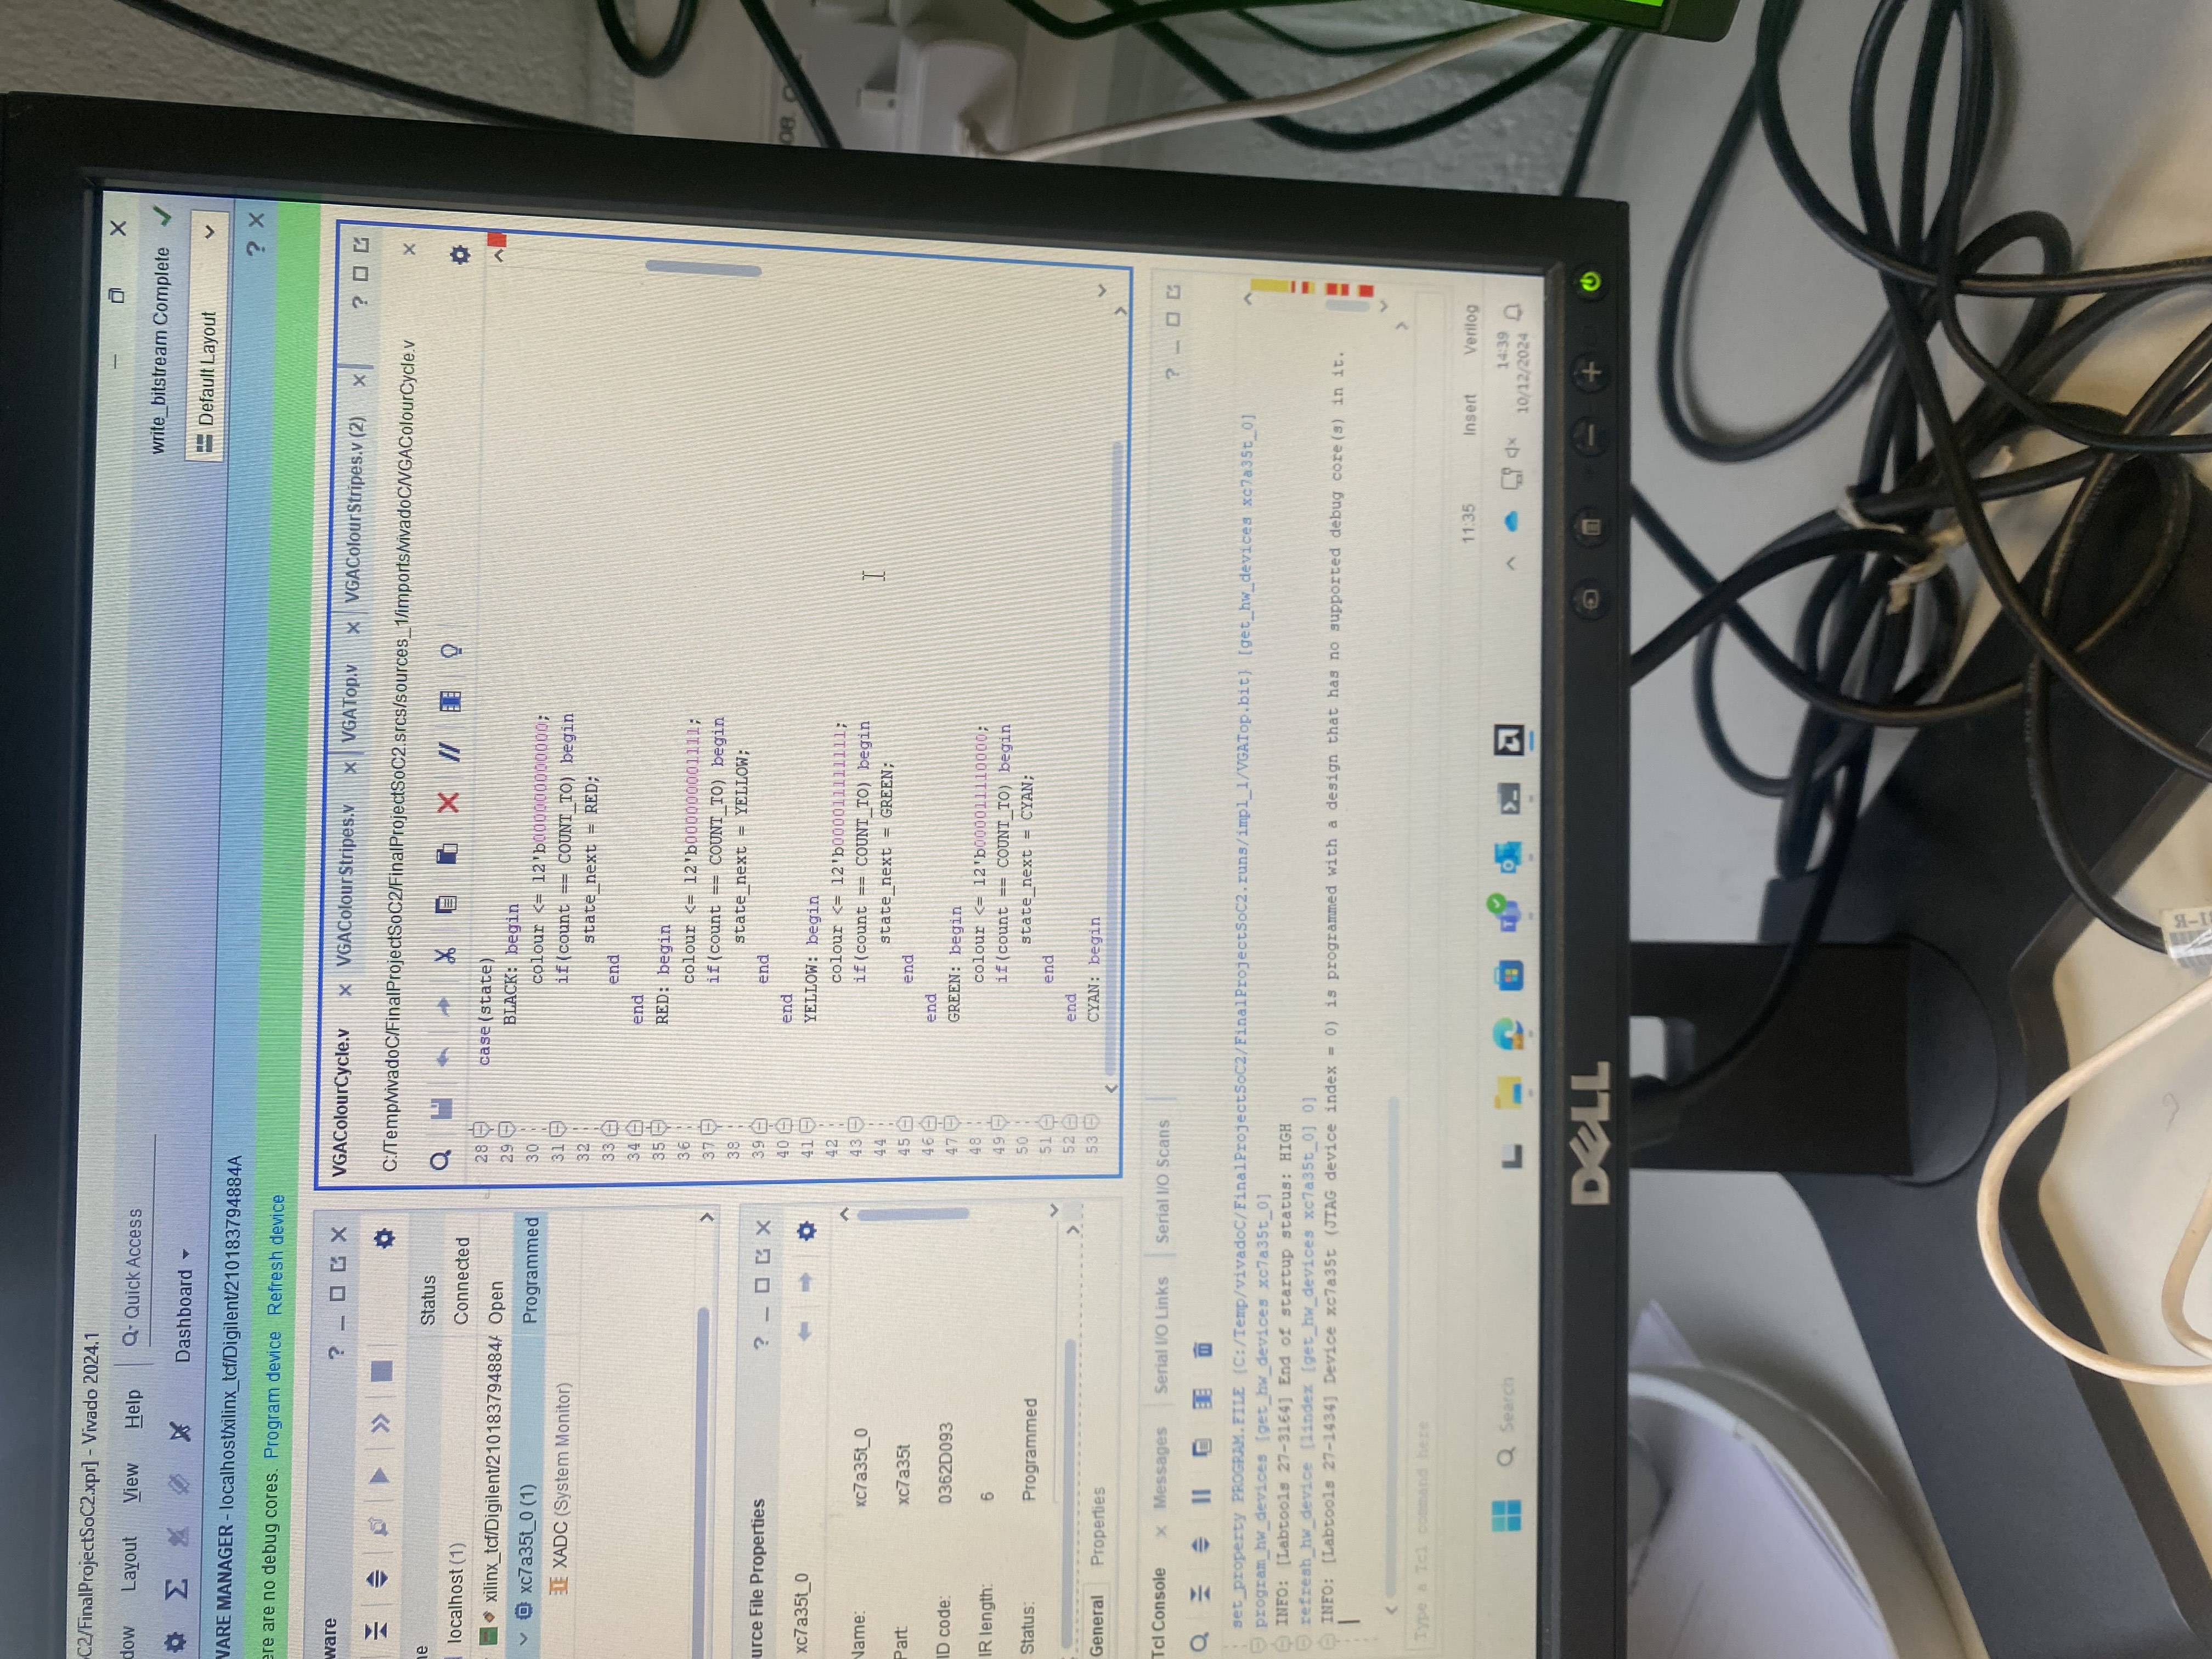 C2/FinalProjectSoC2.xpr] - Vivado 2024.1
dow Layout View Help Quick Access
write_bitstream Complete
Dashboard
Default Layout
WARE MANAGER - localhost/xilinx_tcf/Digilent/210183794884A
ere are no debug cores. Program device Refresh device
ware
Status
localhost (1) Connected
xilinx_tcf/Digilent/210183794884A Open
xc7a35t_0 (1) Programmed
XADC (System Monitor)
urce File Properties
xc7a35t_0
Name: xc7a35t_0
Part: xc7a35t
ID code: 0362D093
IR length: 6
Status: Programmed
General Properties
VGAColourCycle.v VGAColourStripes.v VGATop.v VGAColourStripes.v (2)
C:/Temp/vivadoC/FinalProjectSoC2/FinalProjectSoC2.srcs/sources_1/imports/vivadoC/VGAColourCycle.v
28 case(state)
29 BLACK: begin
30 colour <= 12'b000000000000;
31 if(count == COUNT_TO) begin
32 state_next = RED;
33 end
34 end
35 RED: begin
36 colour <= 12'b000000001111;
37 if(count == COUNT_TO) begin
38 state_next = YELLOW;
39 end
40 end
41 YELLOW: begin
42 colour <= 12'b000011111111;
43 if(count == COUNT_TO) begin
44 state_next = GREEN;
45 end
46 end
47 GREEN: begin
48 colour <= 12'b000011110000;
49 if(count == COUNT_TO) begin
50 state_next = CYAN;
51 end
52 end
53 CYAN: begin
Tcl Console Messages Serial I/O Links Serial I/O Scans
set_property PROGRAM.FILE {C:/Temp/vivadoC/FinalProjectSoC2/FinalProjectSoC2.runs/impl_1/VGATop.bit} [get_hw_devices xc7a35t_0]
program_hw_devices [get_hw_devices xc7a35t_0]
INFO: [Labtools 27-3164] End of startup status: HIGH
refresh_hw_device [lindex [get_hw_devices xc7a35t_0] 0]
INFO: [Labtools 27-1434] Device xc7a35t (JTAG device index = 0) is programmed with a design that has no supported debug core(s) in it.
Type a Tcl command here
11:35 Insert Verilog
Search
14:39
10/12/2024
DELL